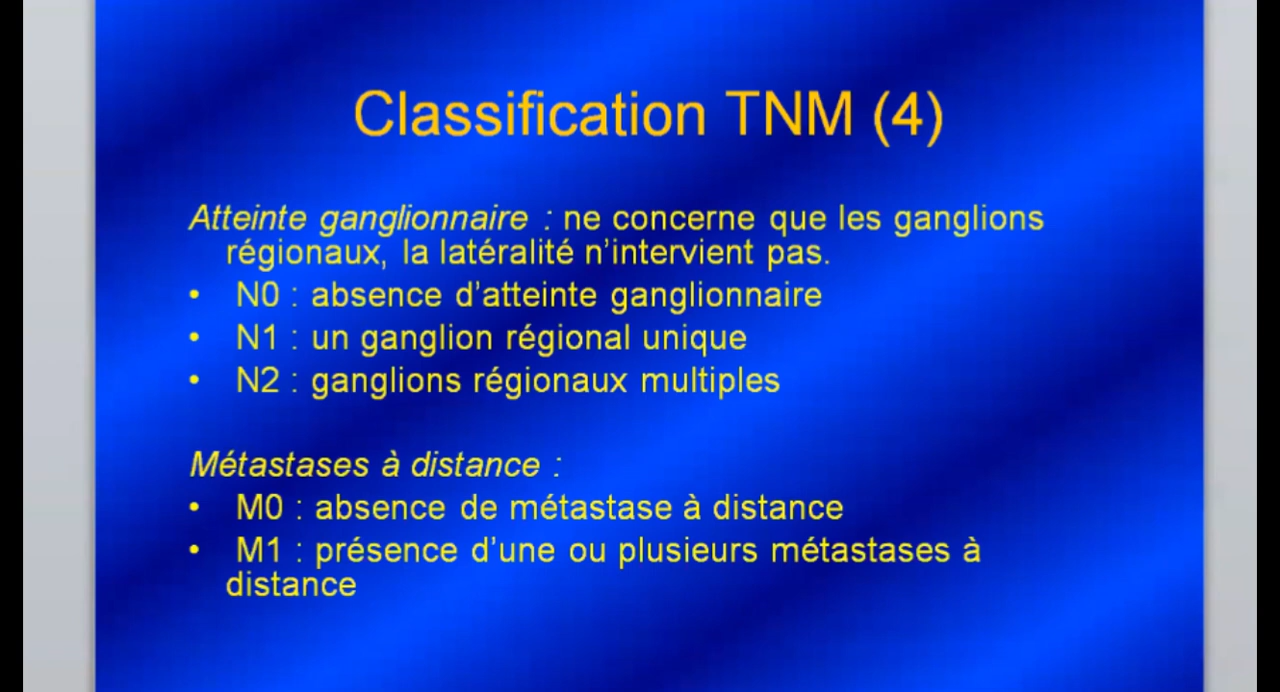 Classification TNM (4)
Atteinte ganglionnaire : ne concerne que les ganglions
régionaux, la latéralité n’intervient pas.
• N0 : absence d’atteinte ganglionnaire
• N1 : un ganglion régional unique
• N2 : ganglions régionaux multiples
Métastases à distance :
• M0 : absence de métastase à distance
• M1 : présence d’une ou plusieurs métastases à
distance